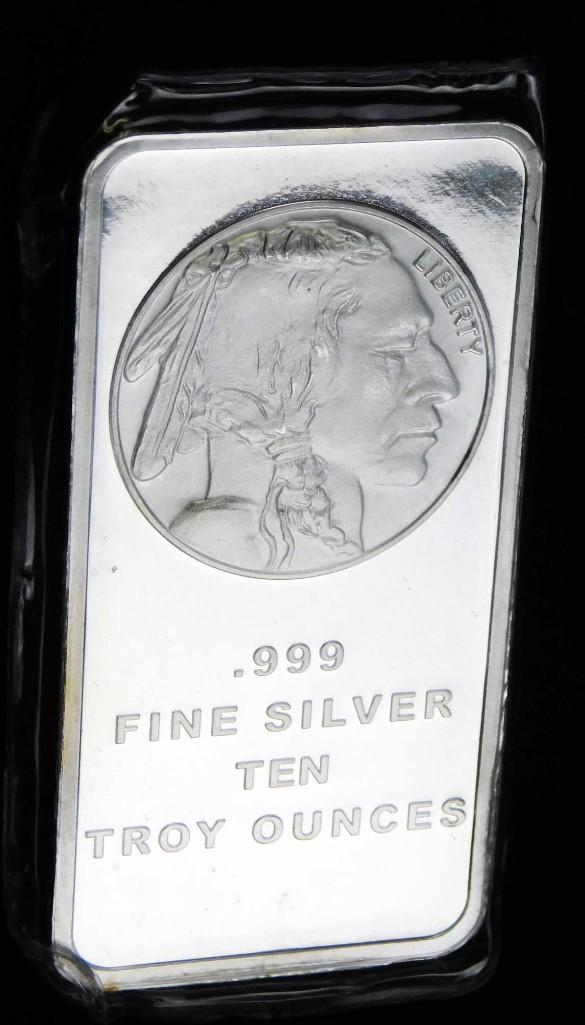 LIBERTY
.999
FINE SILVER
TEN
TROY OUNCES